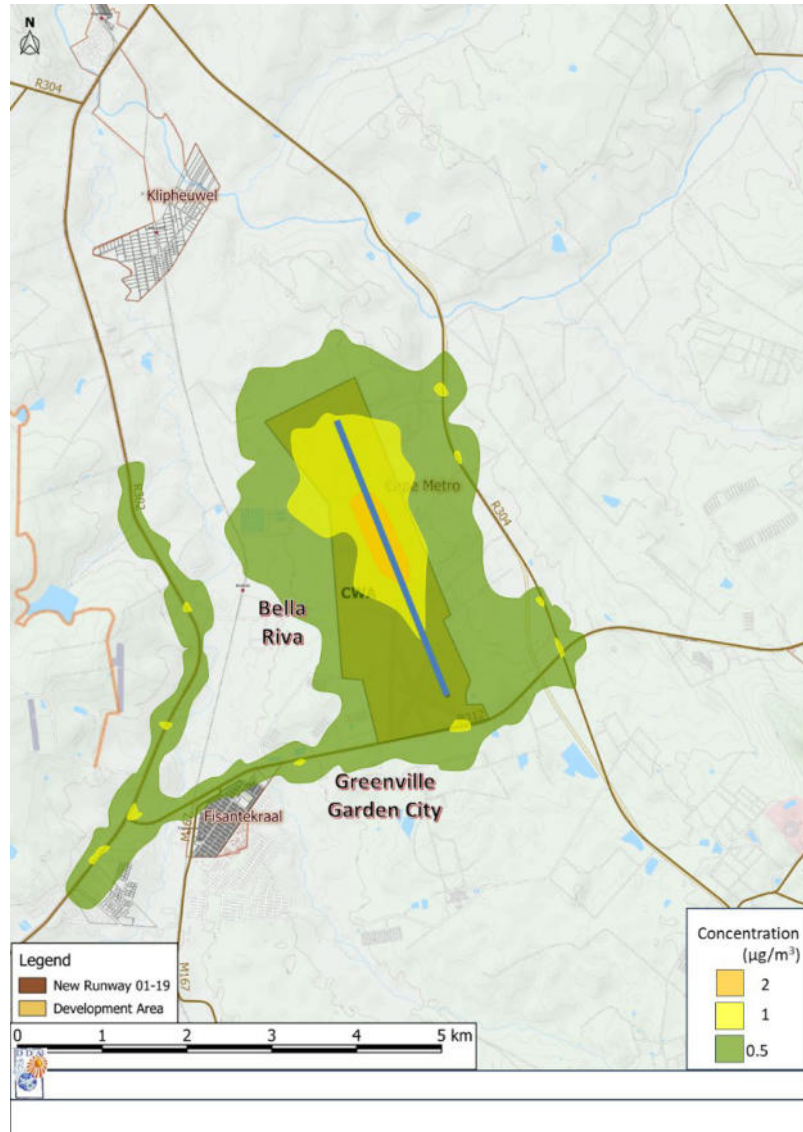 N
R304
Klipheuwel
R302
Cape Metro
R304
CWA
Bella
Riva
R312
Greenville
Garden City
Fisantekraal
M167
Legend
New Runway 01-19
Development Area
0 1 2 3 4 5 km
Concentration
(µg/m³)
2
1
0.5